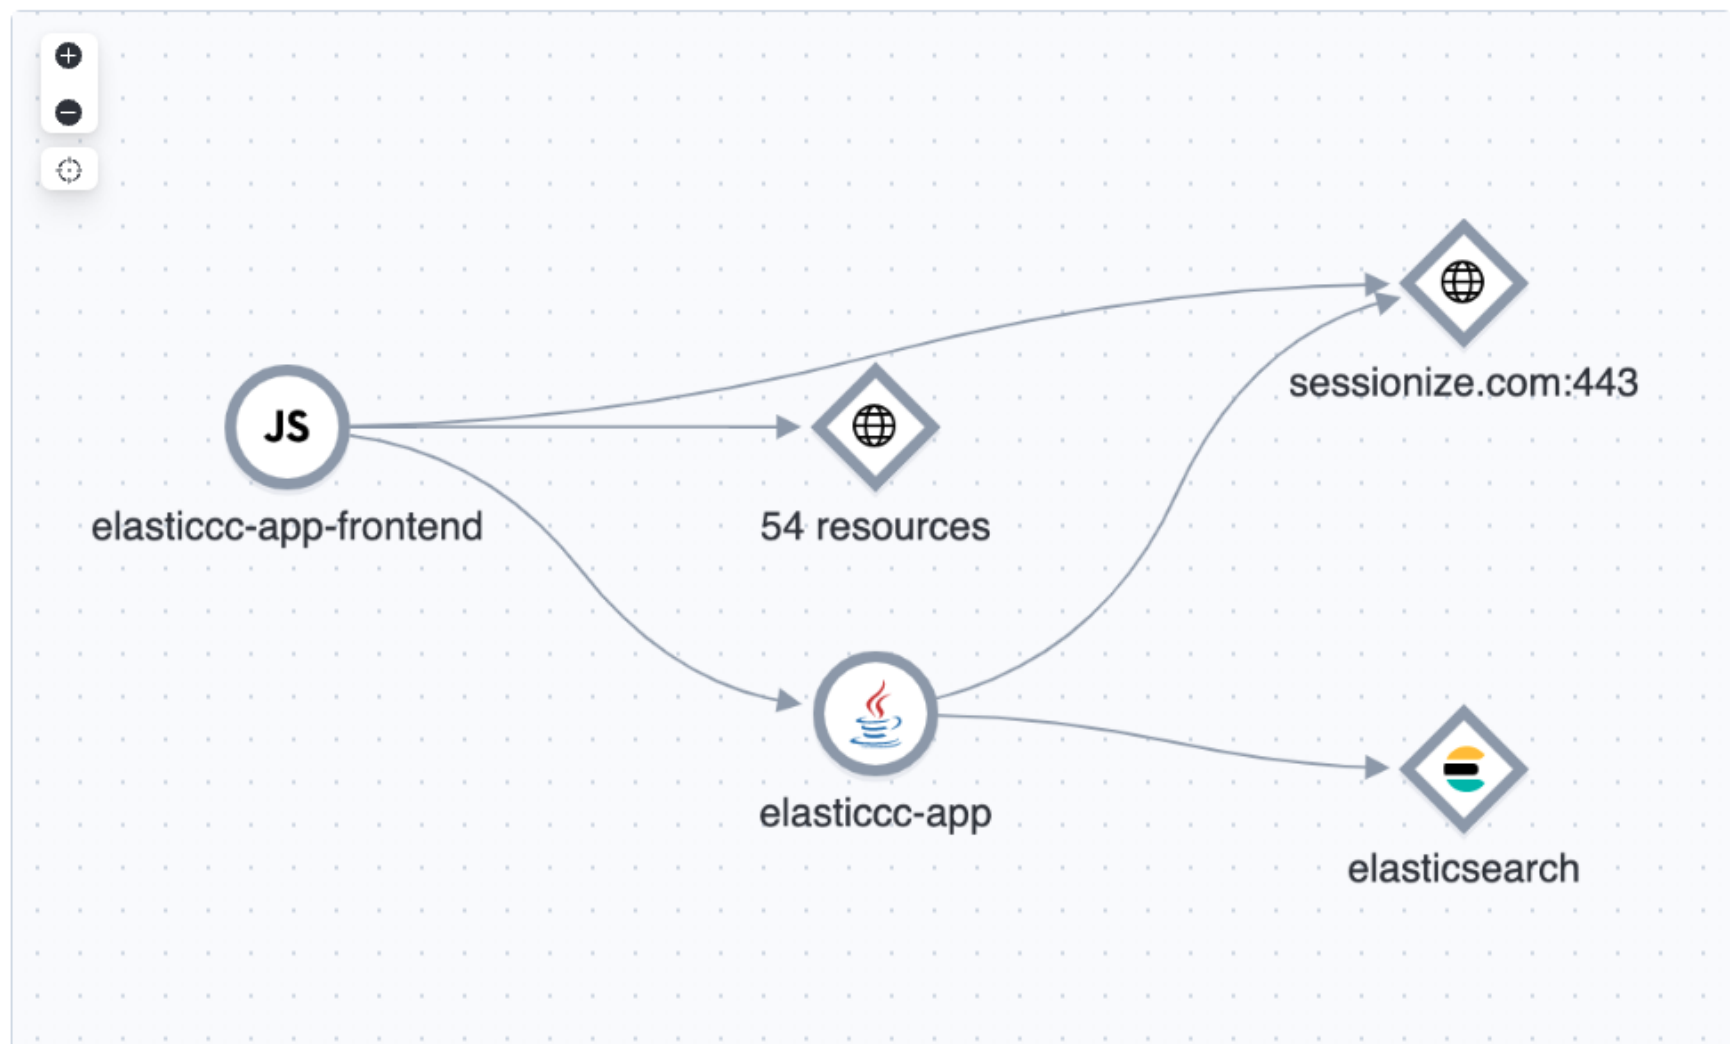 sessionize.com:443
JS
elasticcc-app-frontend
54 resources
elasticcc-app
elasticsearch